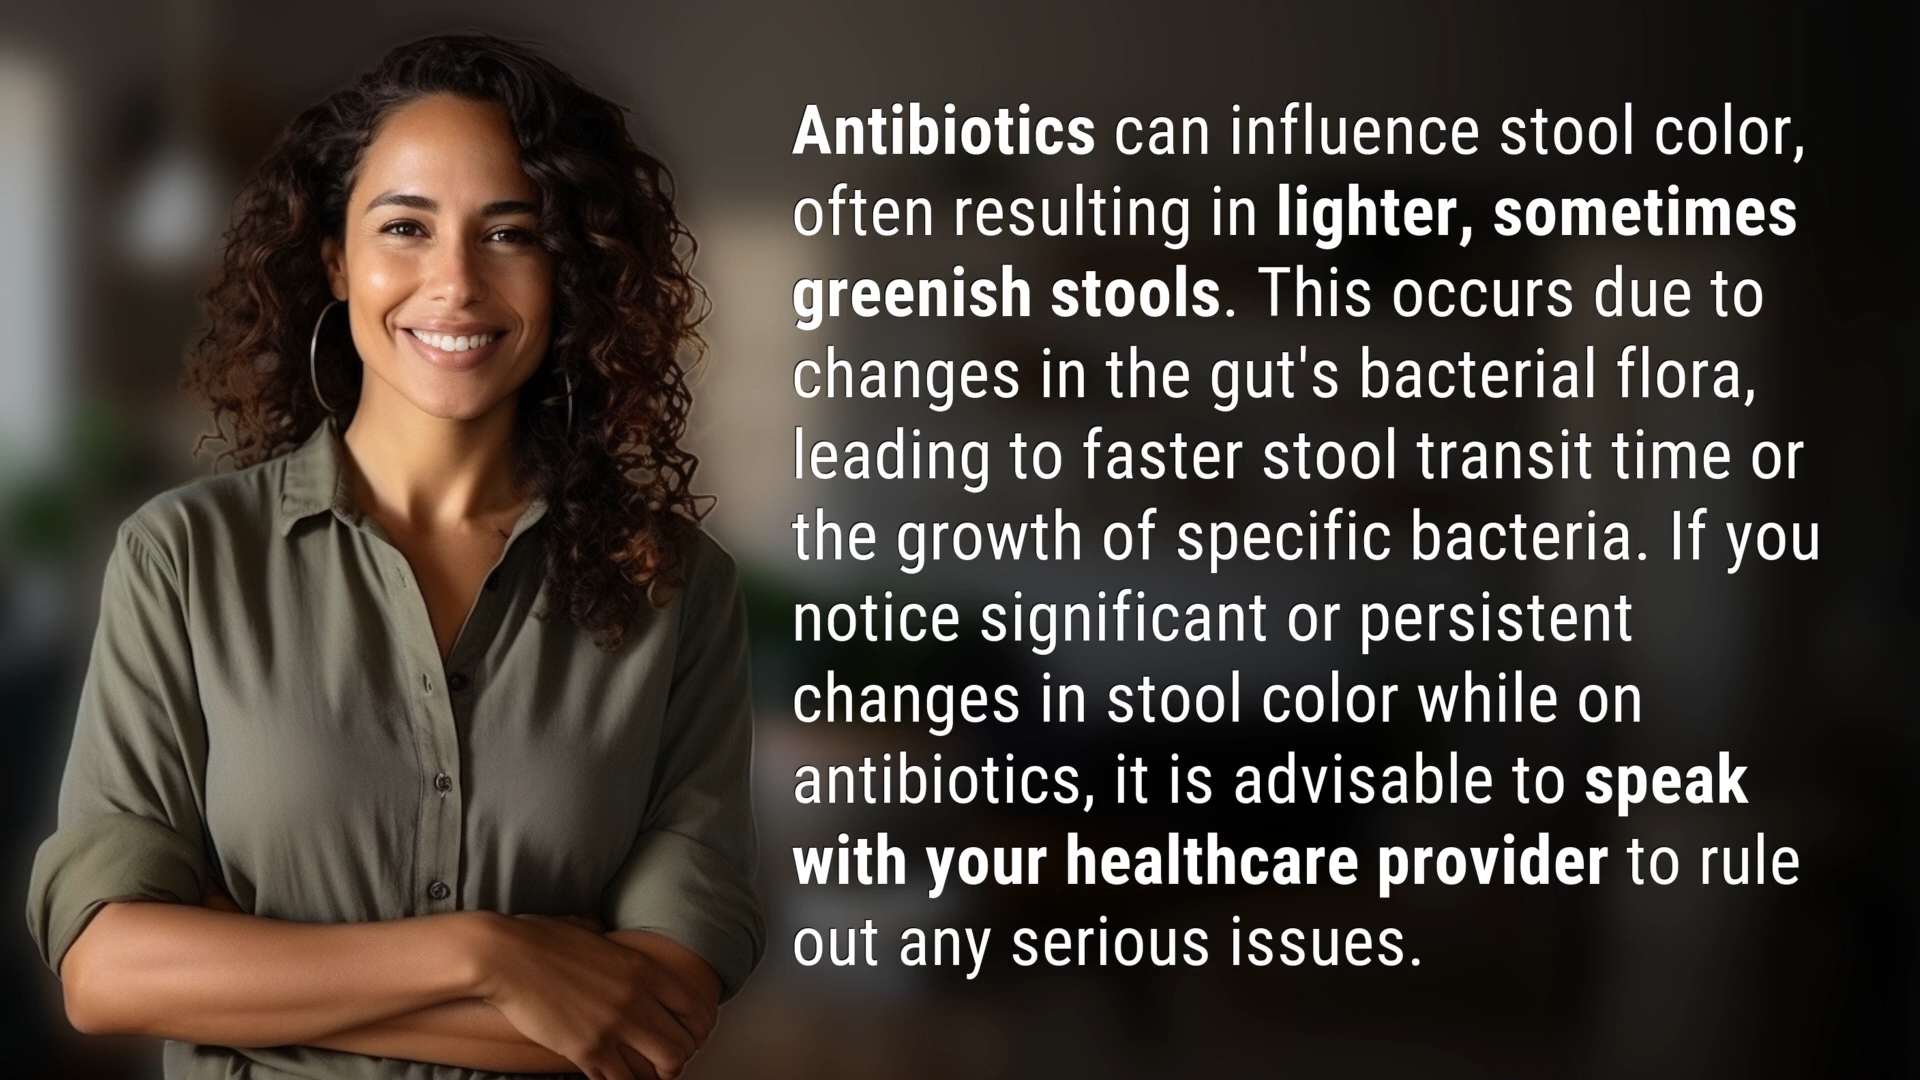 Antibiotics can influence stool color,
often resulting in lighter, sometimes
greenish stools. This occurs due to
changes in the gut's bacterial flora,
leading to faster stool transit time or
the growth of specific bacteria. If you
notice significant or persistent
changes in stool color while on
antibiotics, it is advisable to speak
with your healthcare provider to rule
out any serious issues.